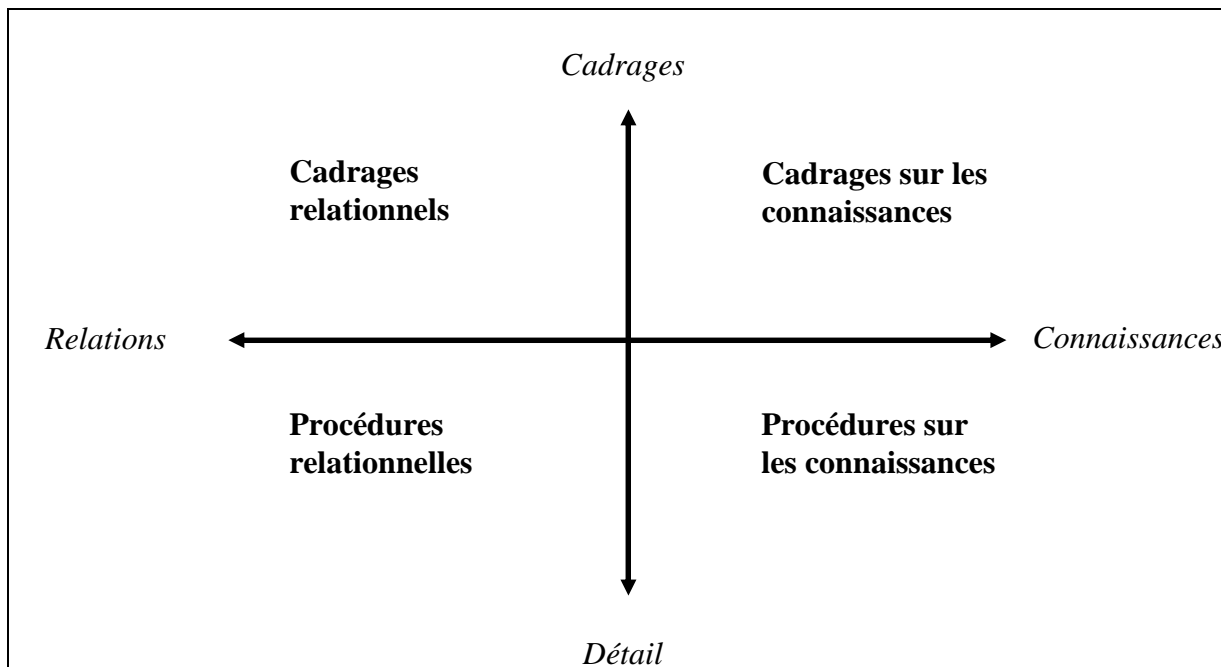 Cadrages
Cadrages
relationnels
Cadrages sur les
connaissances
Relations
Connaissances
Procédures
relationnelles
Procédures sur
les connaissances
Détail